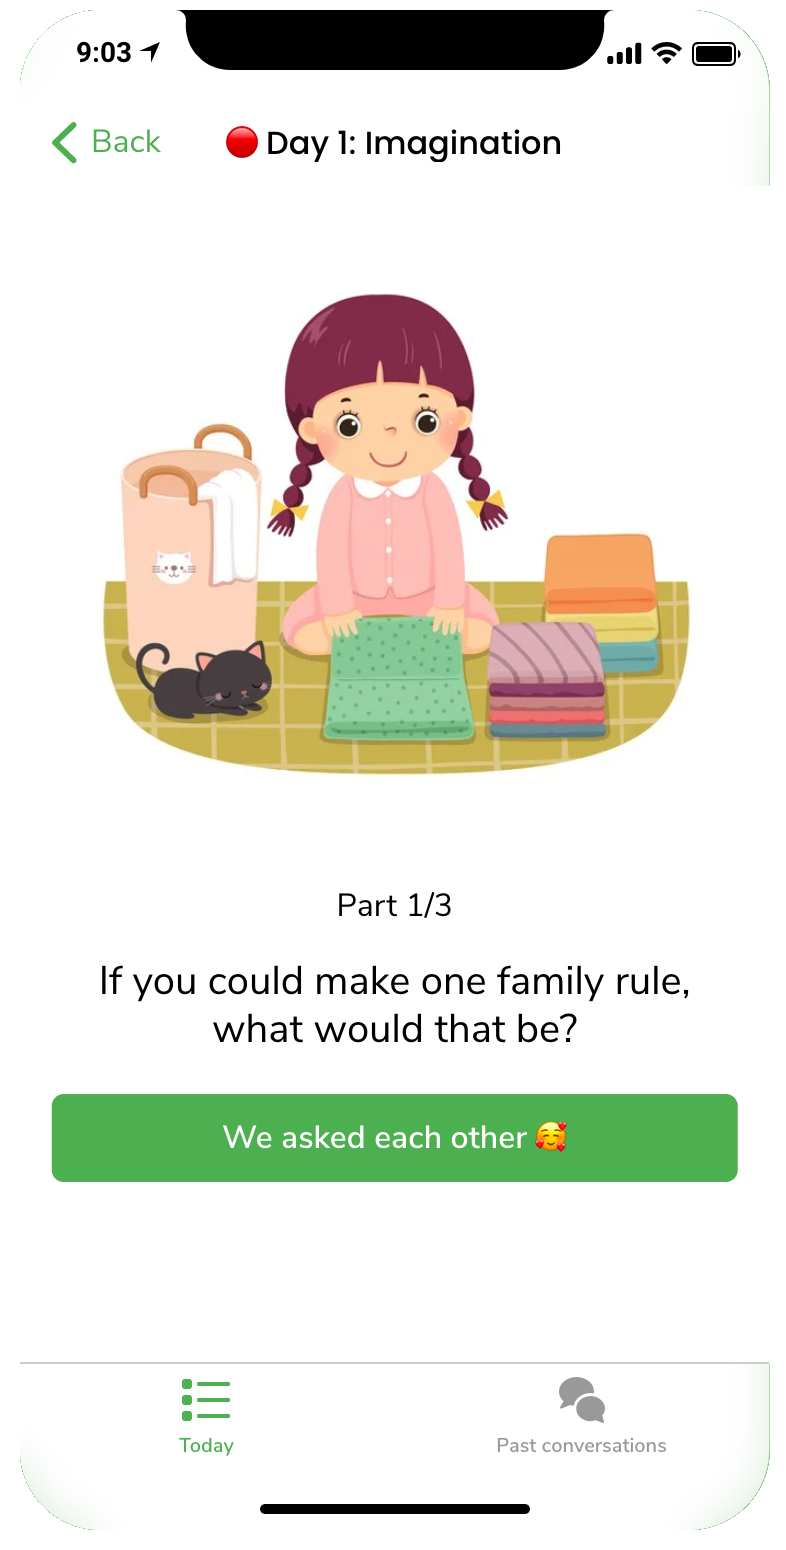 9:03
Back
🔴 Day 1: Imagination
Part 1/3
If you could make one family rule,
what would that be?
We asked each other 🥰
Today
Past conversations